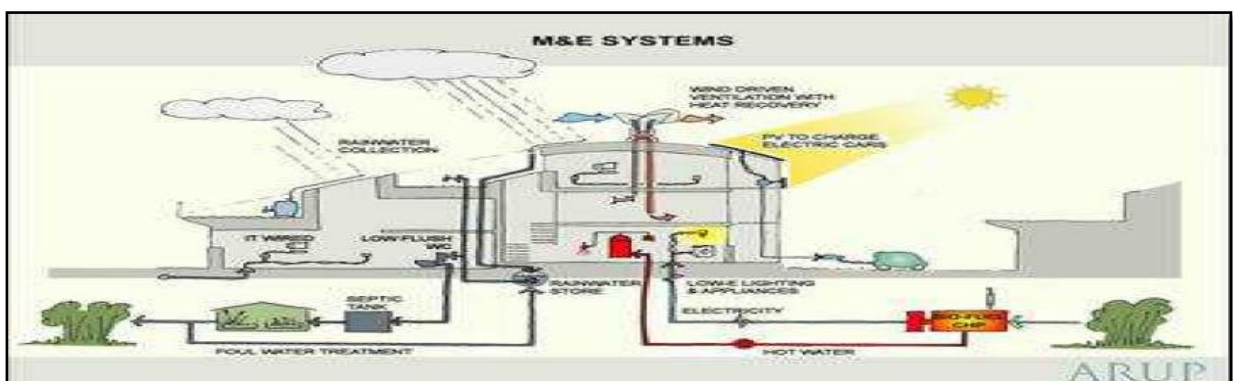 M&E SYSTEMS
WIND DRIVEN
VENTILATION WITH
HEAT RECOVERY
RAINWATER
COLLECTION
PV TO CHARGE
ELECTRIC CARS
IT WIRED
LOW-FLUSH
WC
RAINWATER
STORE
LOW-E LIGHTING
& APPLIANCES
SEPTIC
TANK
ELECTRICITY
BIO-FUEL
CHP
FOUL WATER TREATMENT
HOT WATER
ARUP